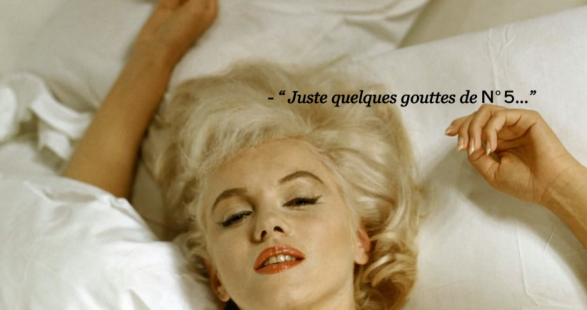 - “ Juste quelques gouttes de N° 5...”